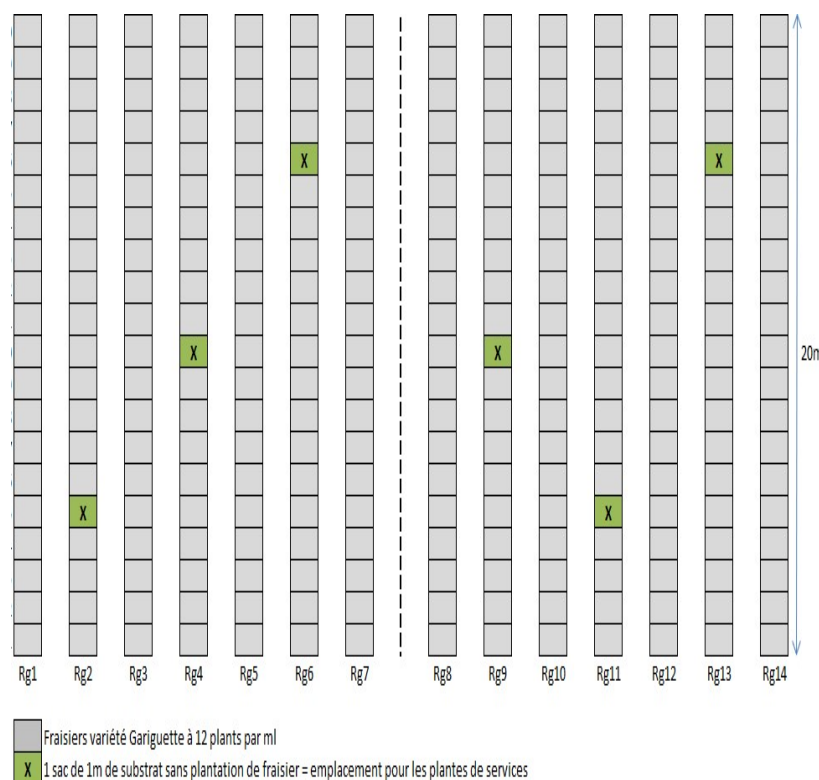 X
X
X
X
20m
X
X
Rg1 Rg2 Rg3 Rg4 Rg5 Rg6 Rg7 Rg8 Rg9 Rg10 Rg11 Rg12 Rg13 Rg14
Fraisiers variété Gariguette à 12 plants par ml
X 1 sac de 1m de substrat sans plantation de fraisier = emplacement pour les plantes de services